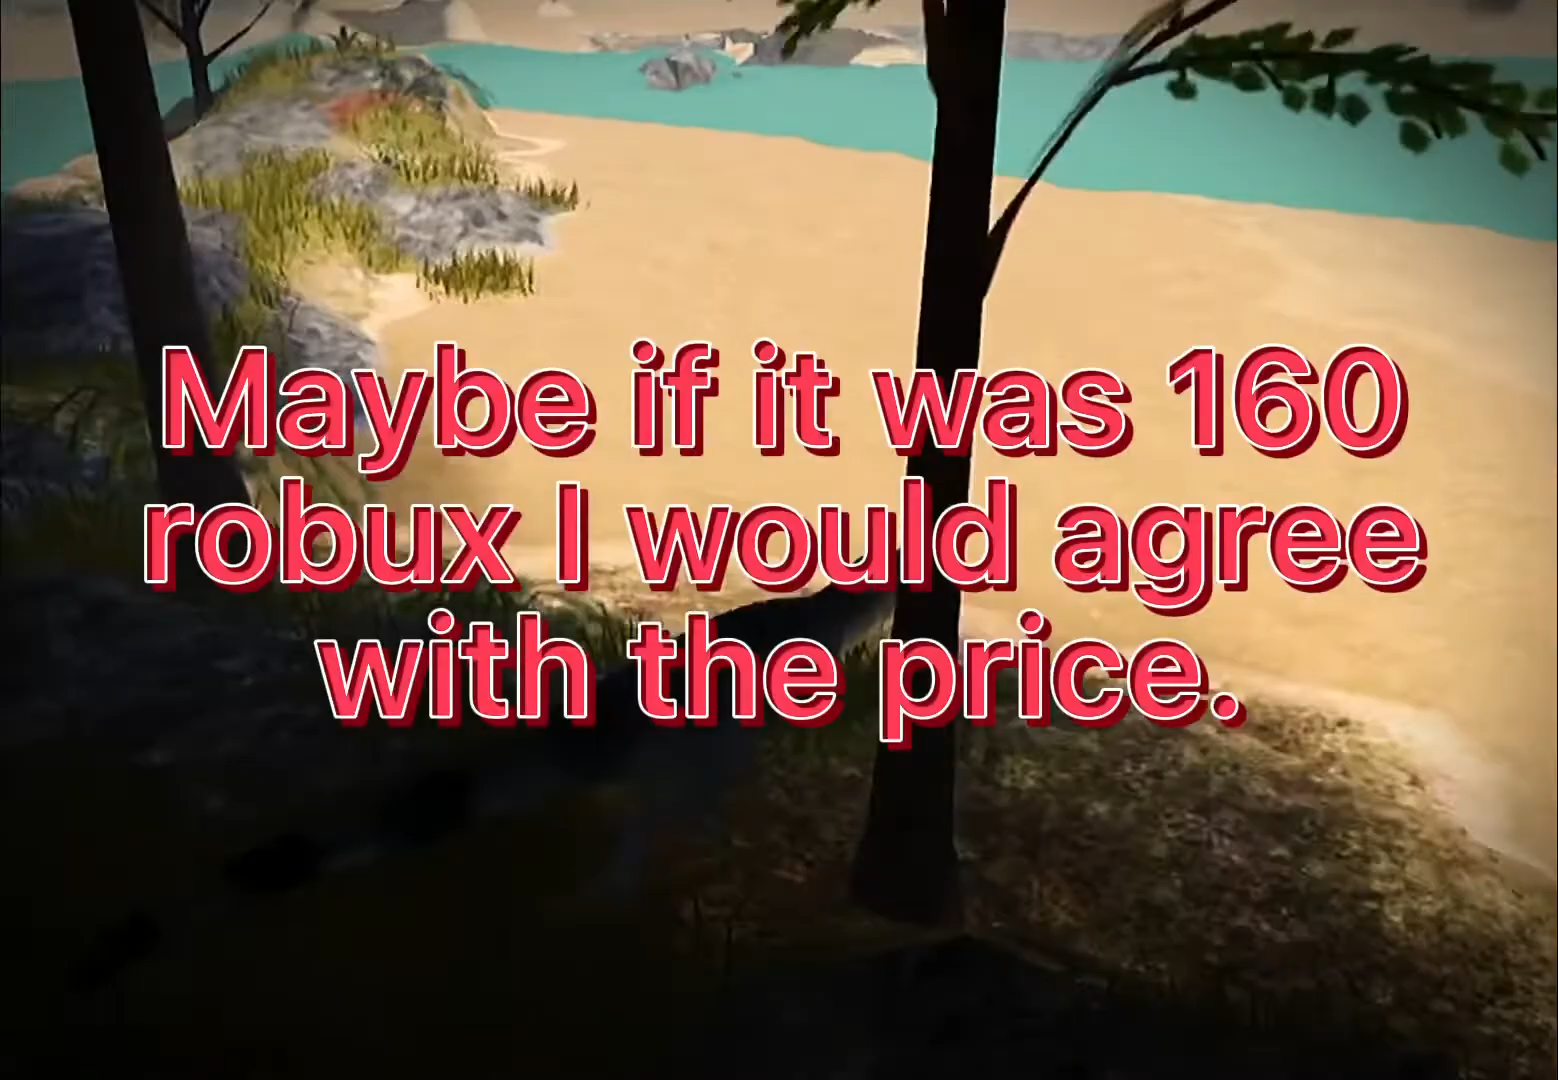 Maybe if it was 160
robux I would agree
with the price.